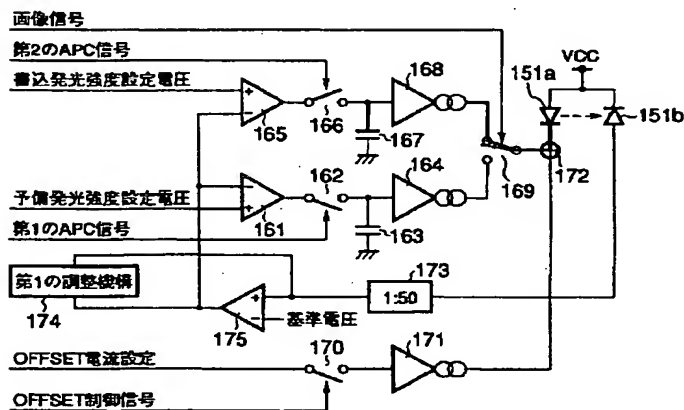 画像信号
第2のAPC信号
書込発光強度設定電圧
168
151a
VCC
151b
165
166
167
169
172
162
164
予備発光強度設定電圧
161
163
第1のAPC信号
173
第1の調整機構
1:50
174
175
基準電圧
170
171
OFFSET電流設定
OFFSET制御信号